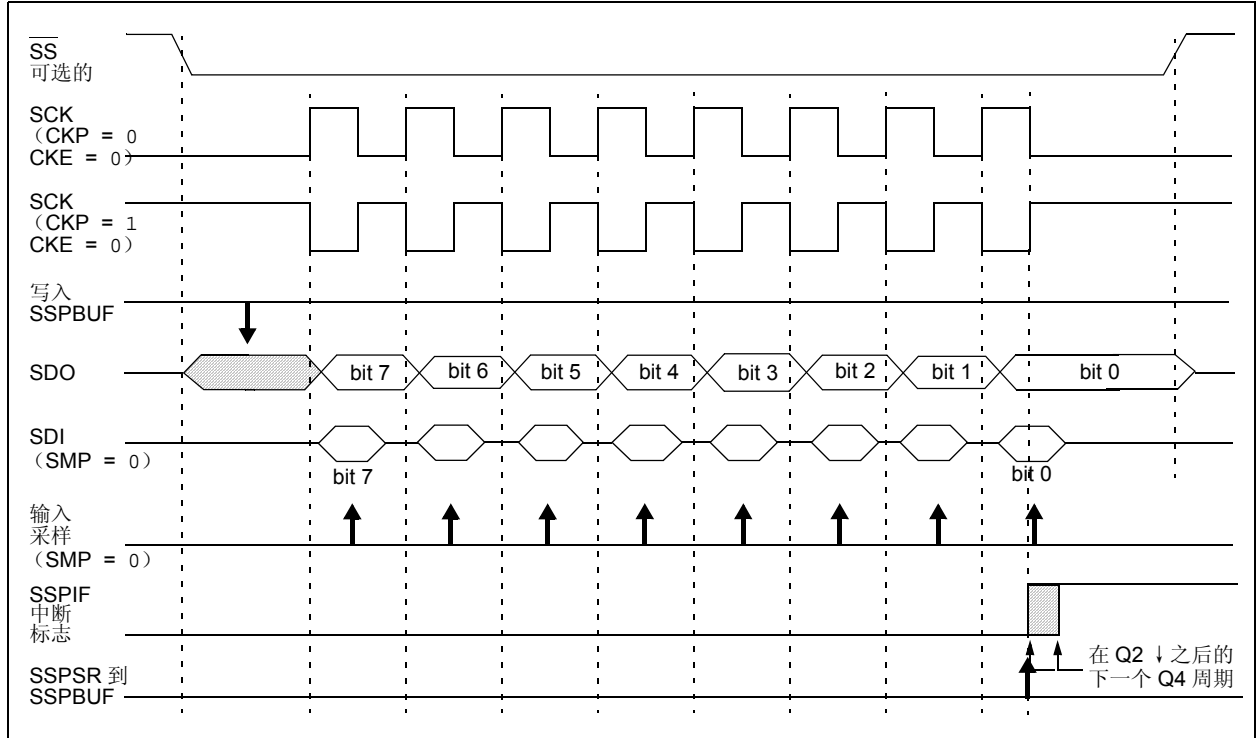 SS
可选的
SCK
（CKP = 0
CKE = 0）
SCK
（CKP = 1
CKE = 0）
写入
SSPBUF
SDO
bit 7 bit 6 bit 5 bit 4 bit 3 bit 2 bit 1 bit 0
SDI
（SMP = 0）
bit 7 bit 0
输入
采样
（SMP = 0）
SSPIF
中断
标志
在 Q2 ↓之后的
下一个 Q4 周期
SSPSR 到
SSPBUF